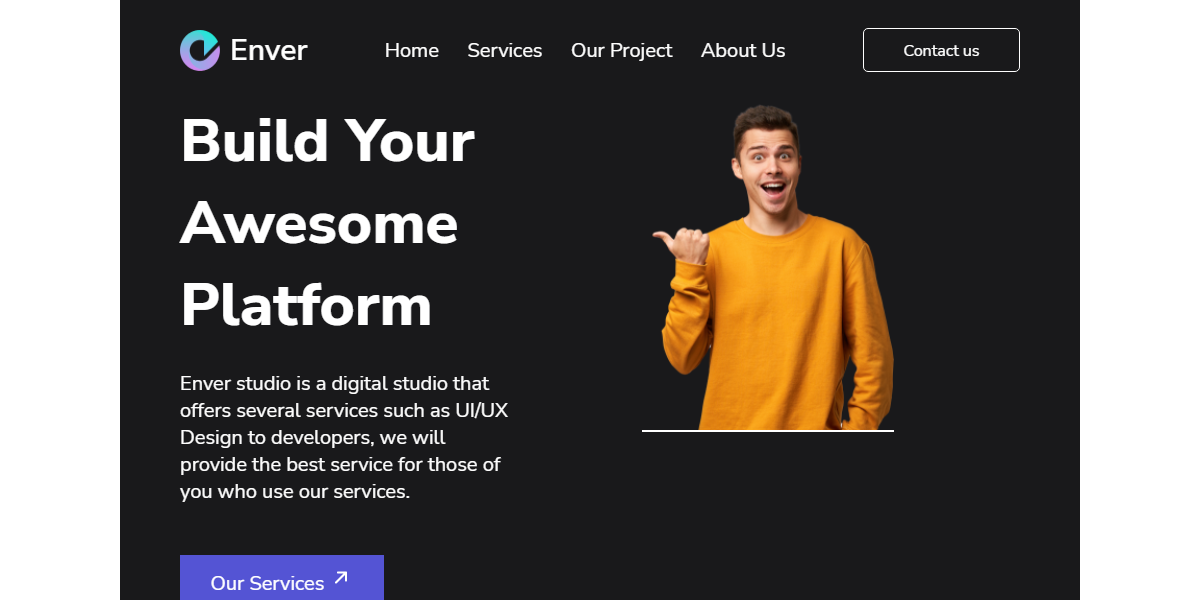 Enver
Home
Services
Our Project
About Us
Contact us
Build Your
Awesome
Platform
Enver studio is a digital studio that
offers several services such as UI/UX
Design to developers, we will
provide the best service for those of
you who use our services.
Our Services